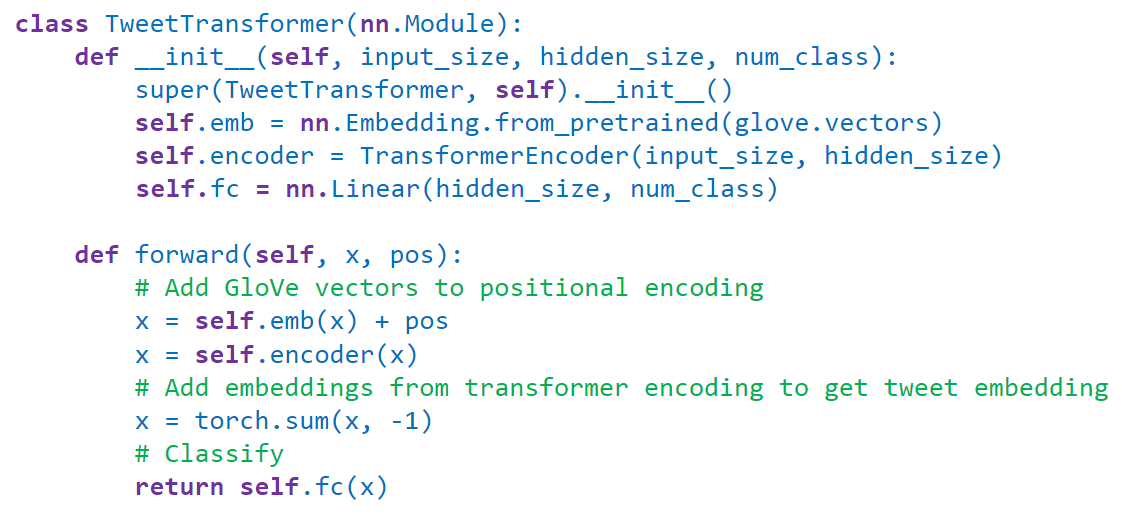 class TweetTransformer(nn.Module):
    def __init__(self, input_size, hidden_size, num_class):
        super(TweetTransformer, self).__init__()
        self.emb = nn.Embedding.from_pretrained(glove.vectors)
        self.encoder = TransformerEncoder(input_size, hidden_size)
        self.fc = nn.Linear(hidden_size, num_class)

    def forward(self, x, pos):
        # Add GloVe vectors to positional encoding
        x = self.emb(x) + pos
        x = self.encoder(x)
        # Add embeddings from transformer encoding to get tweet embedding
        x = torch.sum(x, -1)
        # Classify
        return self.fc(x)